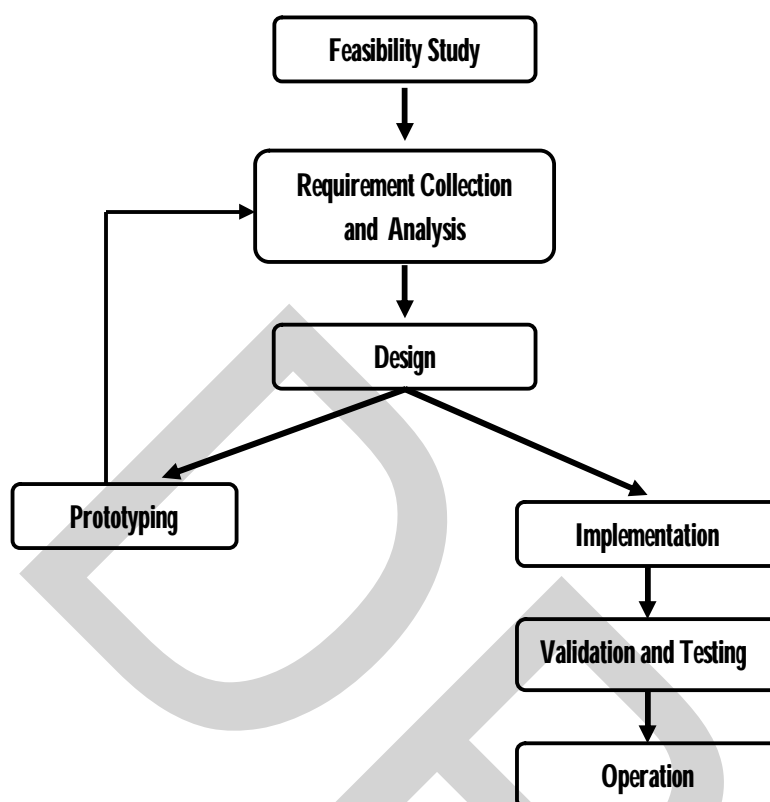 Feasibility Study
Requirement Collection
and Analysis
Design
Prototyping
Implementation
Validation and Testing
Operation